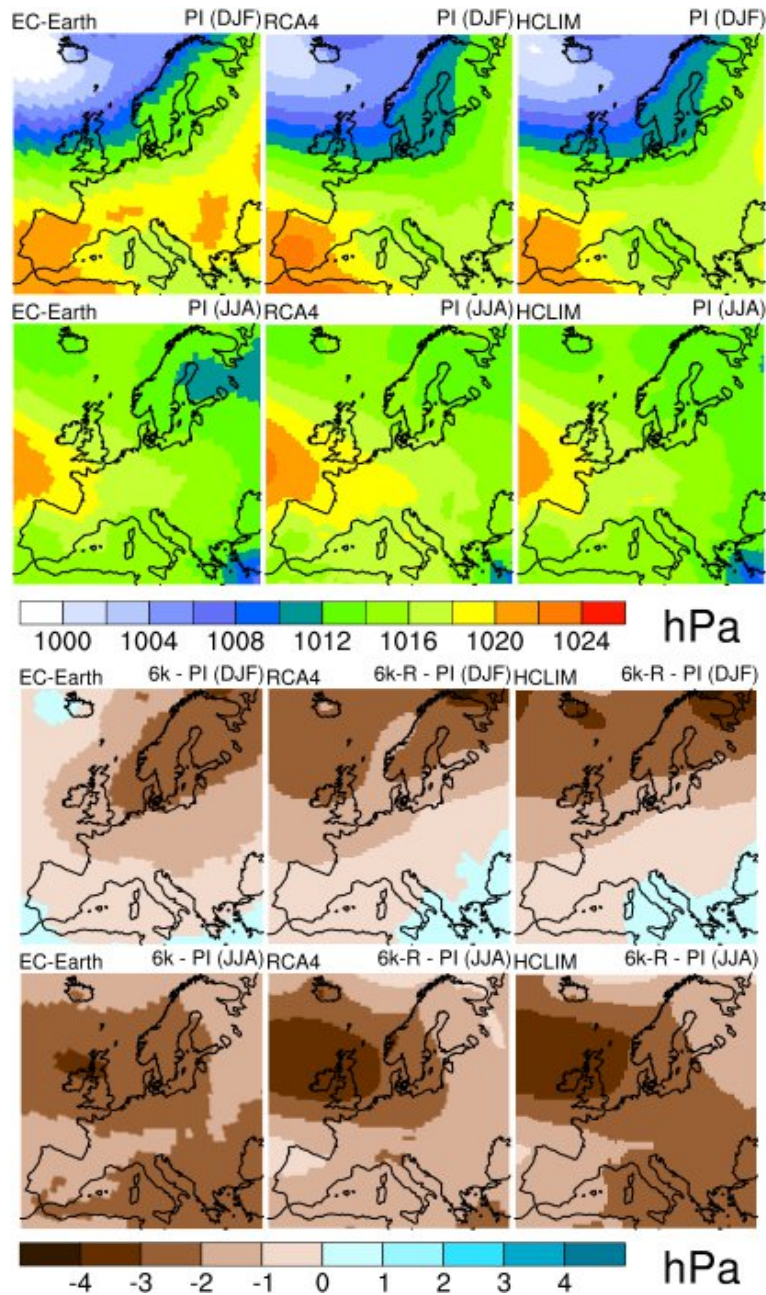 EC-Earth PI (DJF) RCA4 PI (DJF) HCLIM PI (DJF)
EC-Earth PI (JJA) RCA4 PI (JJA) HCLIM PI (JJA)
1000 1004 1008 1012 1016 1020 1024 hPa
EC-Earth 6k - PI (DJF) RCA4 6k-R - PI (DJF) HCLIM 6k-R - PI (DJF)
EC-Earth 6k - PI (JJA) RCA4 6k-R - PI (JJA) HCLIM 6k-R - PI (JJA)
-4 -3 -2 -1 0 1 2 3 4 hPa